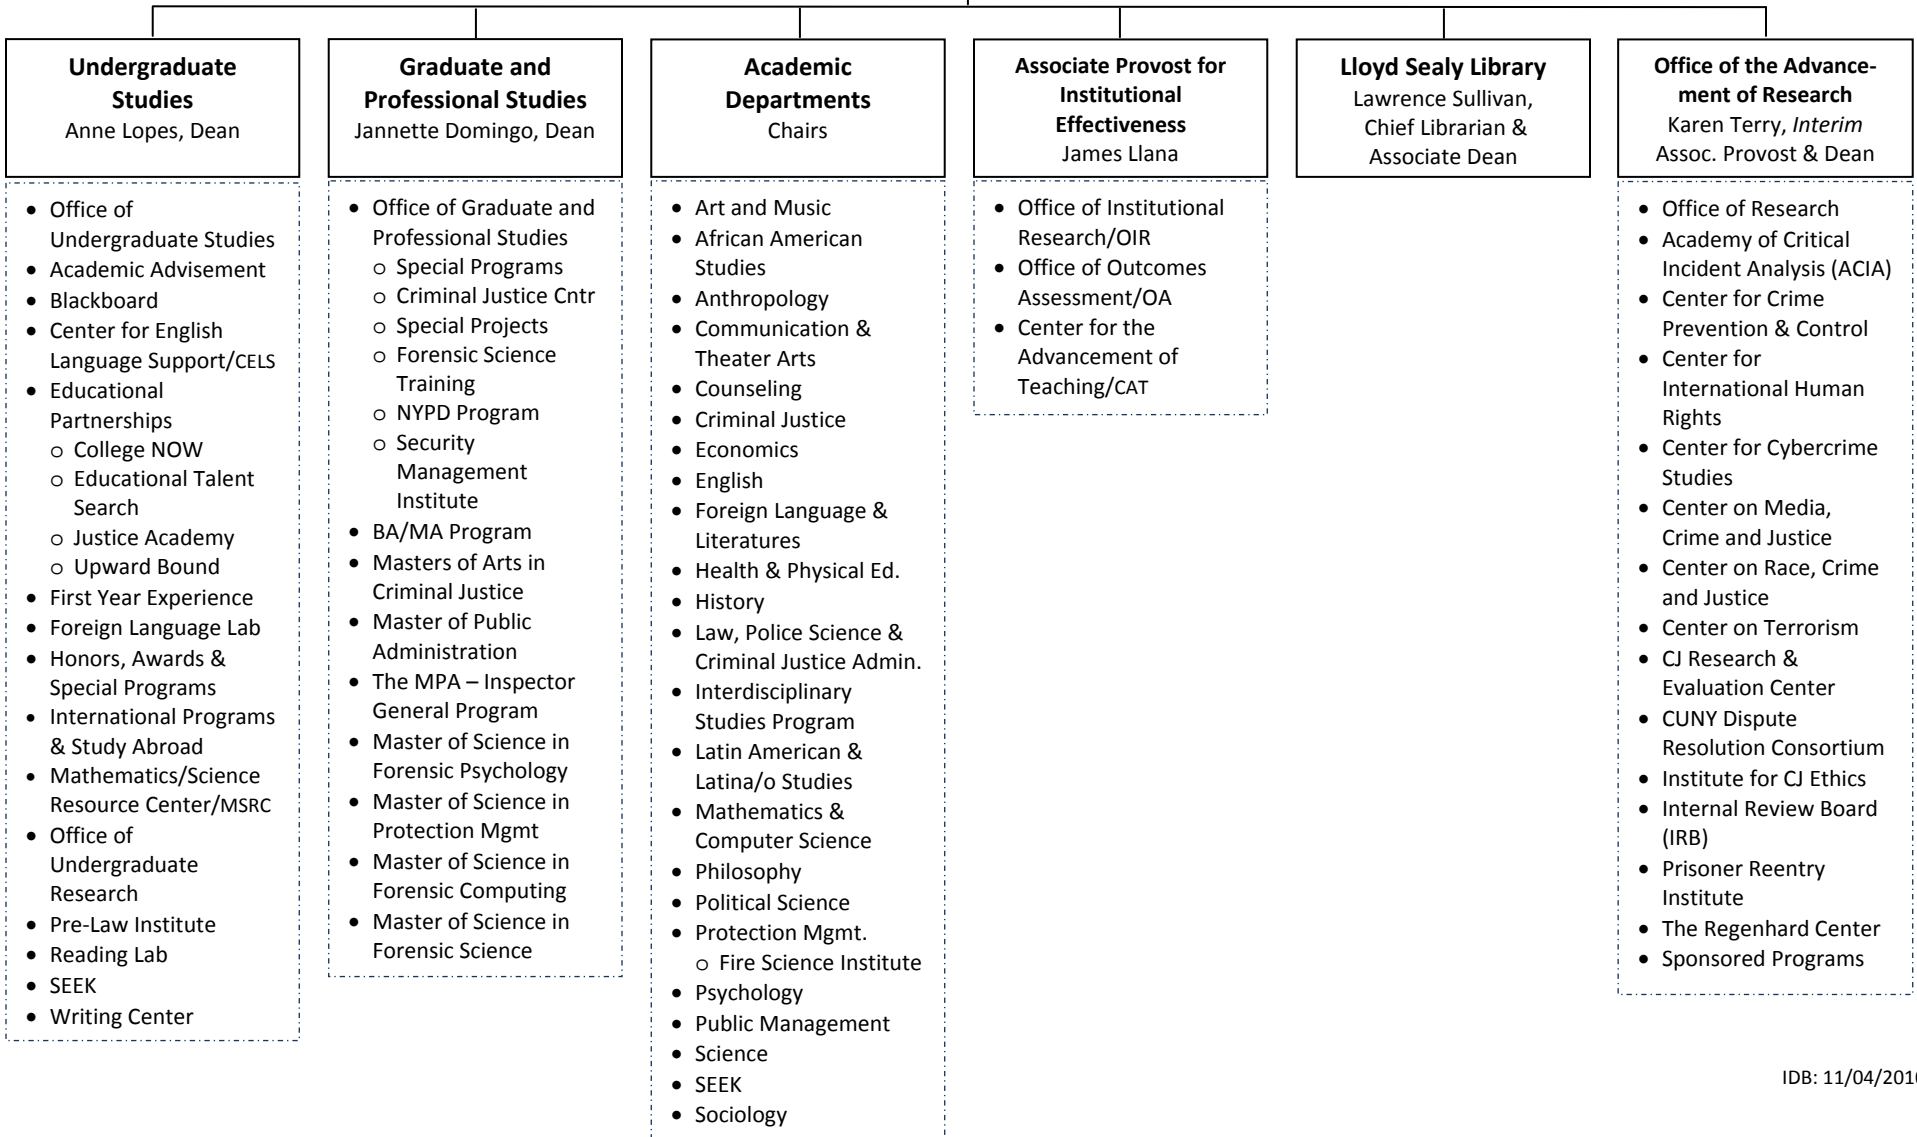 Undergraduate
Studies
Anne Lopes, Dean
• Office of
Undergraduate Studies
• Academic Advisement
• Blackboard
• Center for English
Language Support/CELS
• Educational
Partnerships
o College NOW
o Educational Talent
Search
o Justice Academy
o Upward Bound
• First Year Experience
• Foreign Language Lab
• Honors, Awards &
Special Programs
• International Programs
& Study Abroad
• Mathematics/Science
Resource Center/MSRC
• Office of
Undergraduate
Research
• Pre-Law Institute
• Reading Lab
• SEEK
• Writing Center
Graduate and
Professional Studies
Jannette Domingo, Dean
• Office of Graduate and
Professional Studies
o Special Programs
o Criminal Justice Cntr
o Special Projects
o Forensic Science
Training
o NYPD Program
o Security
Management
Institute
• BA/MA Program
• Masters of Arts in
Criminal Justice
• Master of Public
Administration
• The MPA – Inspector
General Program
• Master of Science in
Forensic Psychology
• Master of Science in
Protection Mgmt
• Master of Science in
Forensic Computing
• Master of Science in
Forensic Science
Academic
Departments
Chairs
• Art and Music
• African American
Studies
• Anthropology
• Communication &
Theater Arts
• Counseling
• Criminal Justice
• Economics
• English
• Foreign Language &
Literatures
• Health & Physical Ed.
• History
• Law, Police Science &
Criminal Justice Admin.
• Interdisciplinary
Studies Program
• Latin American &
Latina/o Studies
• Mathematics &
Computer Science
• Philosophy
• Political Science
• Protection Mgmt.
o Fire Science Institute
• Psychology
• Public Management
• Science
• SEEK
• Sociology
Associate Provost for
Institutional
Effectiveness
James Llana
• Office of Institutional
Research/OIR
• Office of Outcomes
Assessment/OA
• Center for the
Advancement of
Teaching/CAT
Lloyd Sealy Library
Lawrence Sullivan,
Chief Librarian &
Associate Dean
Office of the Advance-
ment of Research
Karen Terry, Interim
Assoc. Provost & Dean
• Office of Research
• Academy of Critical
Incident Analysis (ACIA)
• Center for Crime
Prevention & Control
• Center for
International Human
Rights
• Center for Cybercrime
Studies
• Center on Media,
Crime and Justice
• Center on Race, Crime
and Justice
• Center on Terrorism
• CJ Research &
Evaluation Center
• CUNY Dispute
Resolution Consortium
• Institute for CJ Ethics
• Internal Review Board
(IRB)
• Prisoner Reentry
Institute
• The Regenhard Center
• Sponsored Programs
IDB: 11/04/2010